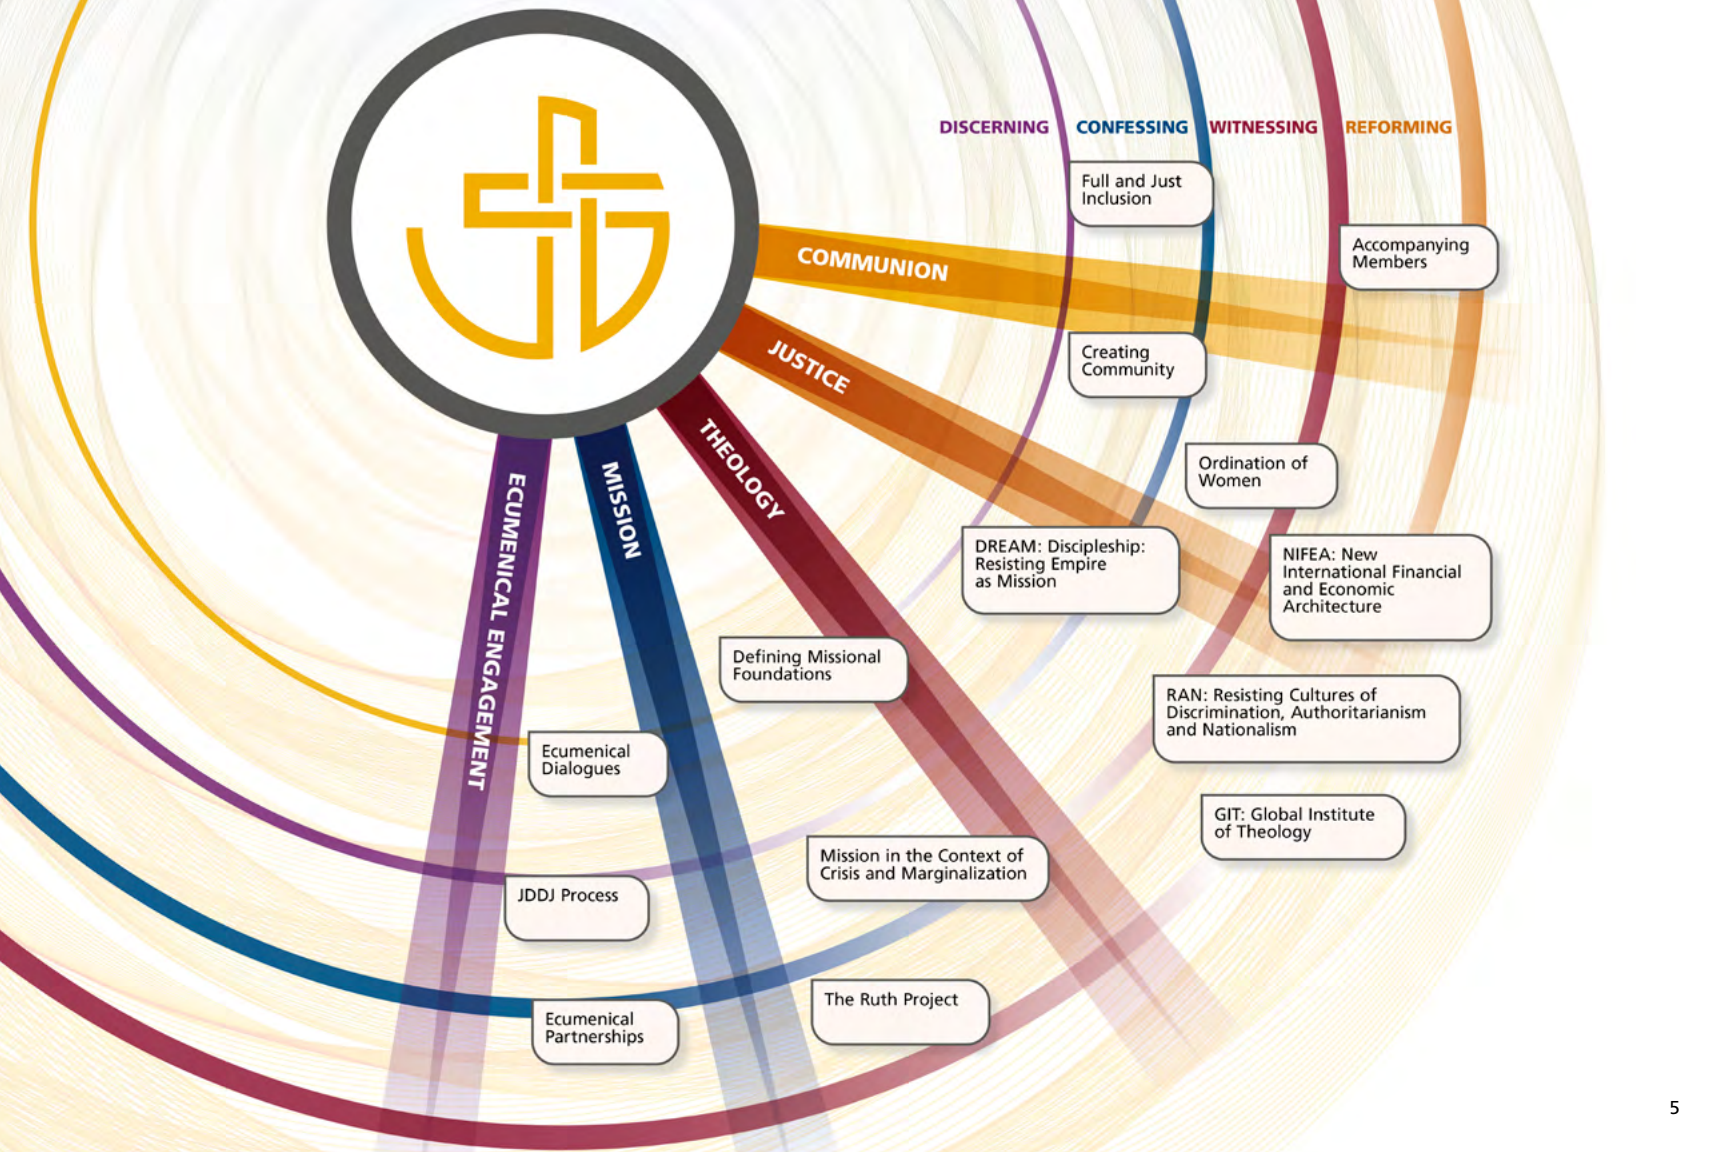 DISCERNING
CONFESSING
WITNESSING
REFORMING
Full and Just
Inclusion
Accompanying
Members
COMMUNION
Creating
Community
JUSTICE
Ordination of
Women
THEOLOGY
MISSION
ECUMENICAL ENGAGEMENT
DREAM: Discipleship:
Resisting Empire
as Mission
NIFEA: New
International Financial
and Economic
Architecture
Defining Missional
Foundations
RAN: Resisting Cultures of
Discrimination, Authoritarianism
and Nationalism
Ecumenical
Dialogues
GIT: Global Institute
of Theology
Mission in the Context of
Crisis and Marginalization
JDDJ Process
The Ruth Project
Ecumenical
Partnerships
5